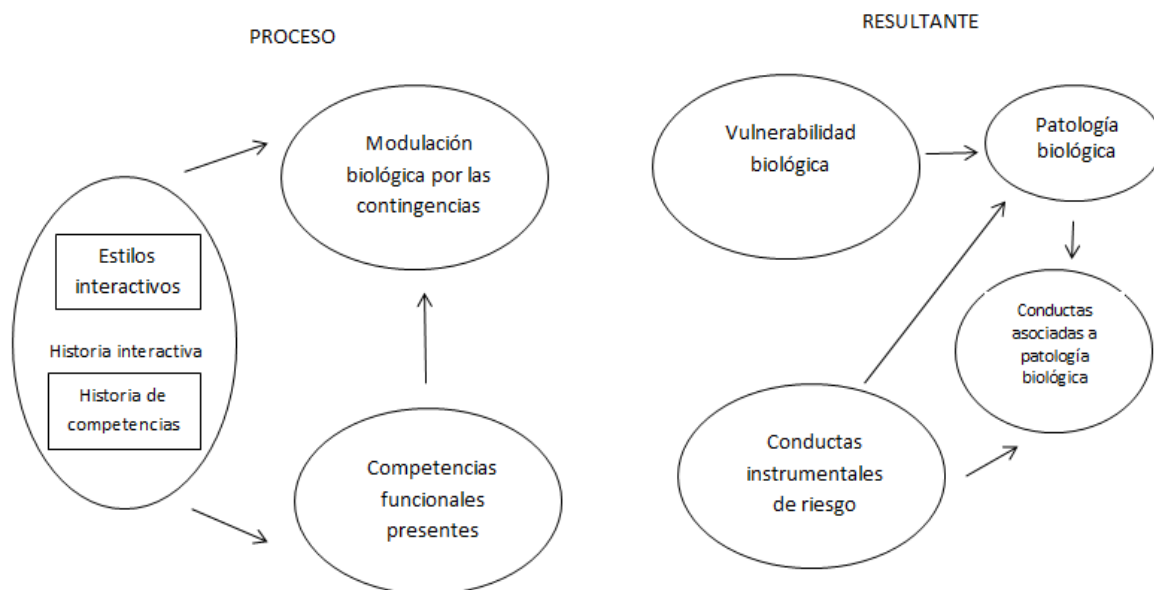 PROCESO
Modulación
biológica por las
contingencias
Estilos
interactivos
Historia interactiva
Historia de
competencias
Competencias
funcionales
presentes
RESULTANTE
Vulnerabilidad
biológica
Patología
biológica
Conductas
asociadas a
patología
biológica
Conductas
instrumentales
de riesgo